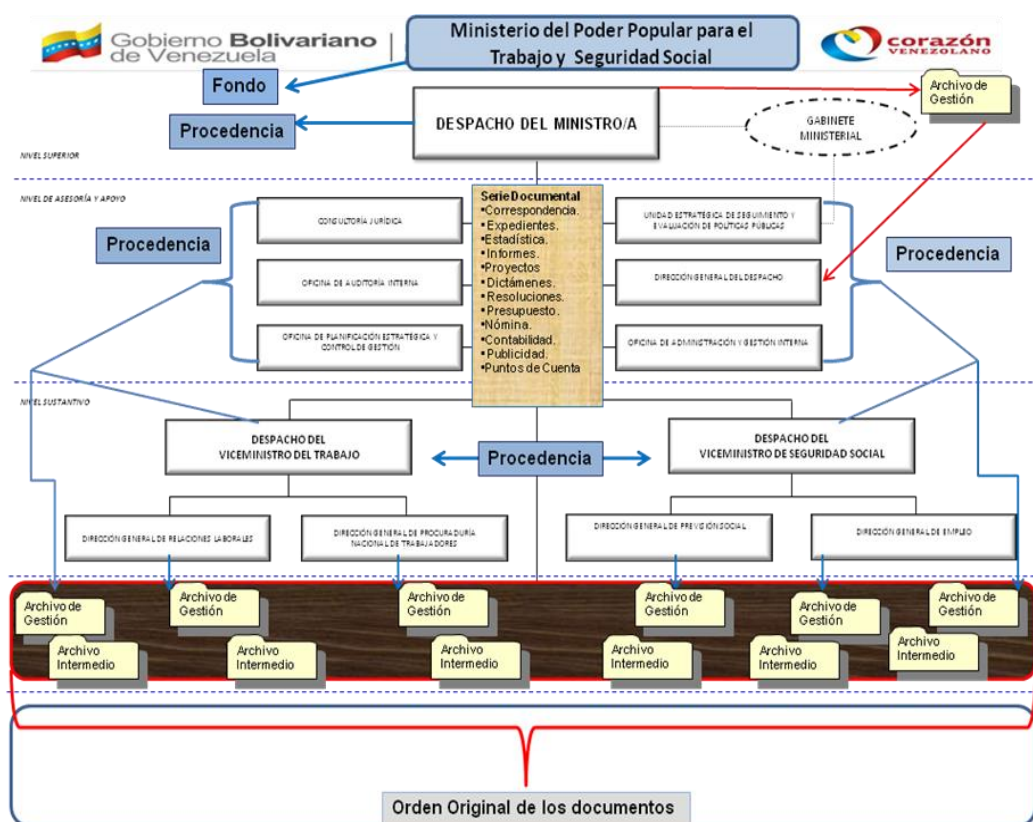 Gobierno Bolivariano
de Venezuela
Ministerio del Poder Popular para el
Trabajo y Seguridad Social
corazón
VENEZOLANO
Fondo
Archivo de
Gestión
Procedencia
DESPACHO DEL MINISTRO/A
GABINETE
MINISTERIAL
NIVEL SUPERIOR
NIVEL DE ASESORÍA Y APOYO
Serie Documental
•Correspondencia.
•Expedientes.
•Estadística.
•Informes.
•Proyectos
•Dictámenes.
•Resoluciones.
•Presupuesto.
•Nómina.
•Contabilidad.
•Publicidad.
•Puntos de Cuenta
CONSULTORÍA JURÍDICA
UNIDAD ESTRATÉGICA DE SEGUIMIENTO Y
EVALUACIÓN DE POLÍTICAS PÚBLICAS
Procedencia
Procedencia
OFICINA DE AUDITORÍA INTERNA
DIRECCIÓN GENERAL DEL DESPACHO
OFICINA DE PLANIFICACIÓN ESTRATÉGICA Y
CONTROL DE GESTIÓN
OFICINA DE ADMINISTRACIÓN Y GESTIÓN INTERNA
NIVEL SUSTANTIVO
DESPACHO DEL
VICEMINISTRO DEL TRABAJO
Procedencia
DESPACHO DEL
VICEMINISTRO DE SEGURIDAD SOCIAL
DIRECCIÓN GENERAL DE RELACIONES LABORALES
DIRECCIÓN GENERAL DE PROCURADURÍA
NACIONAL DE TRABAJADORES
DIRECCIÓN GENERAL DE PREVISIÓN SOCIAL
DIRECCIÓN GENERAL DE EMPLEO
Archivo de
Gestión
Archivo de
Gestión
Archivo de
Gestión
Archivo de
Gestión
Archivo de
Gestión
Archivo de
Gestión
Archivo
Intermedio
Archivo
Intermedio
Archivo
Intermedio
Archivo
Intermedio
Archivo
Intermedio
Archivo
Intermedio
Orden Original de los documentos